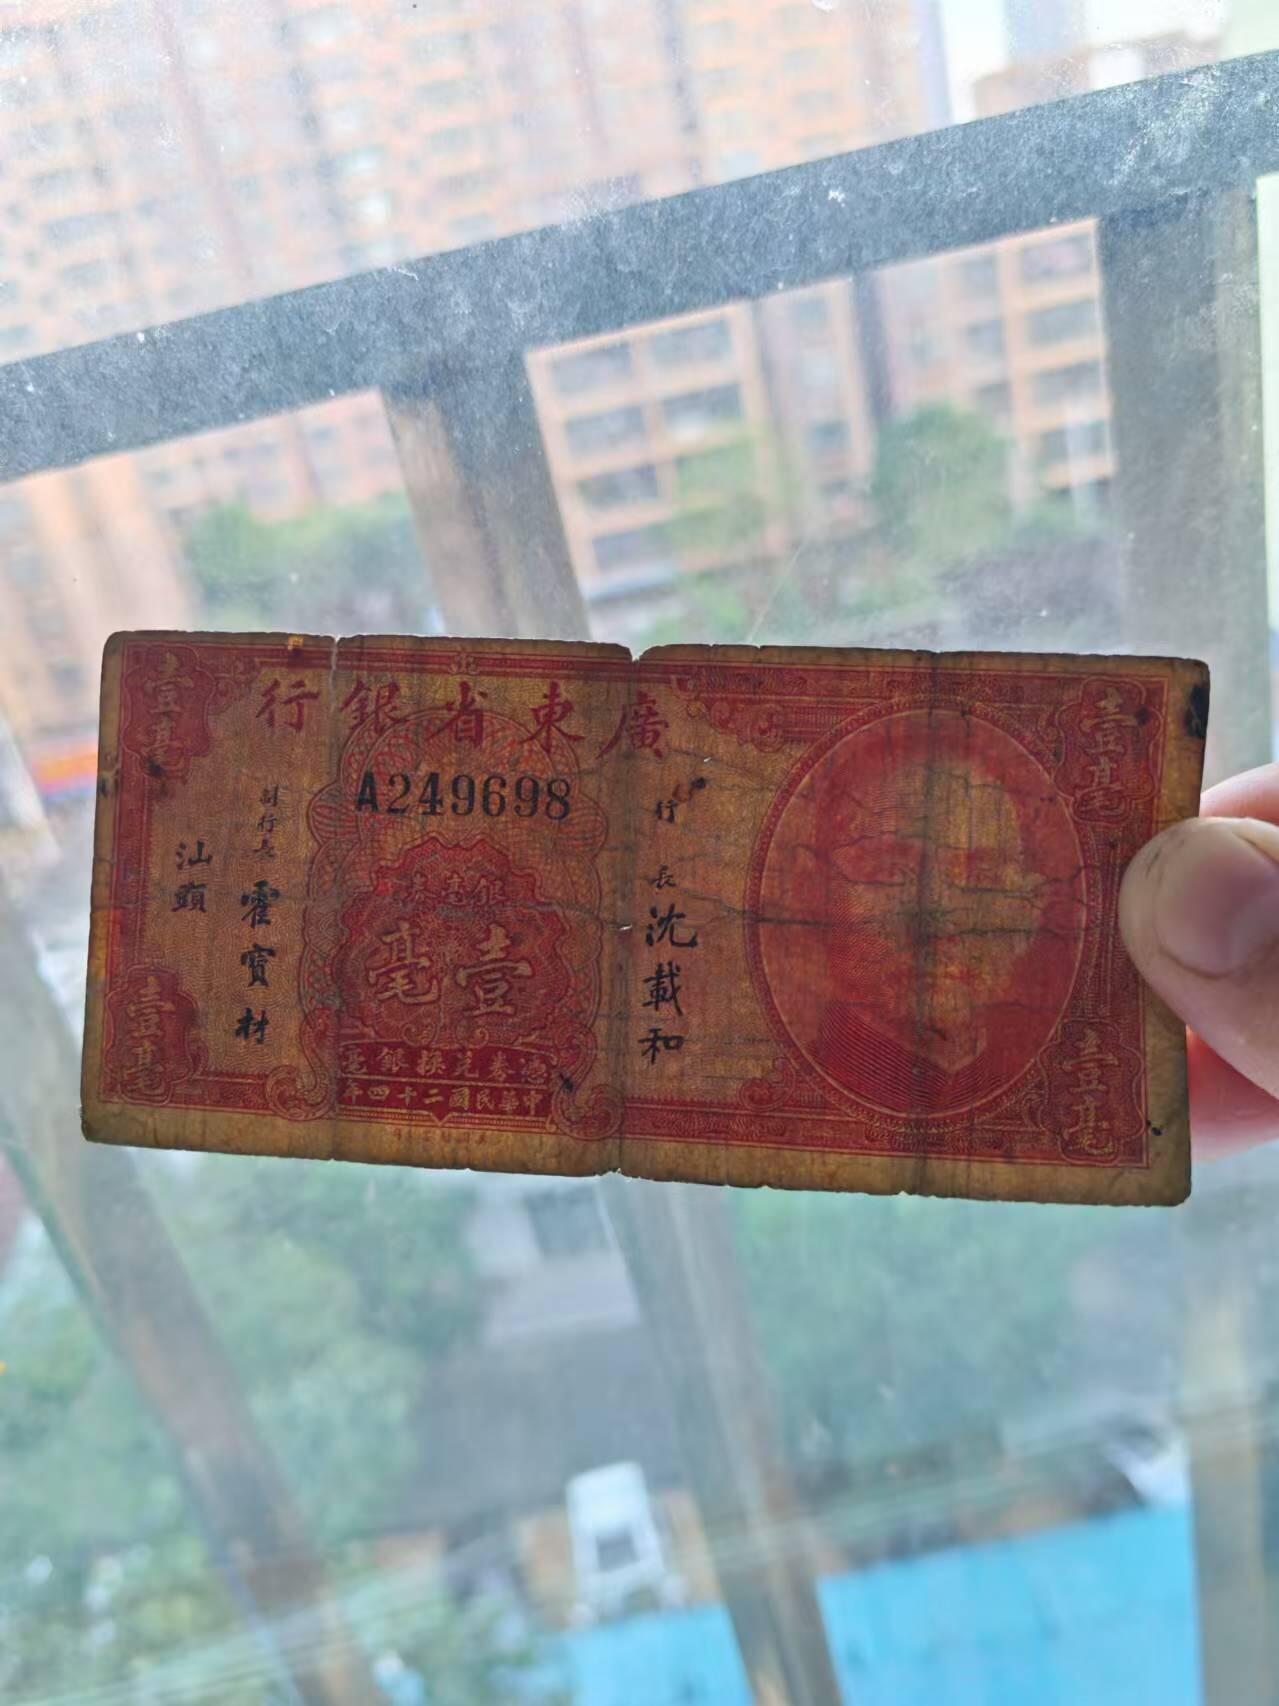 廣東省銀行
A249698
壹毫
壹毫
銀毫券
壹毫
憑券兌換銀毫
中華民國二十四年
行長
沈載和
副行長
霍寶材
汕頭
壹毫
壹毫